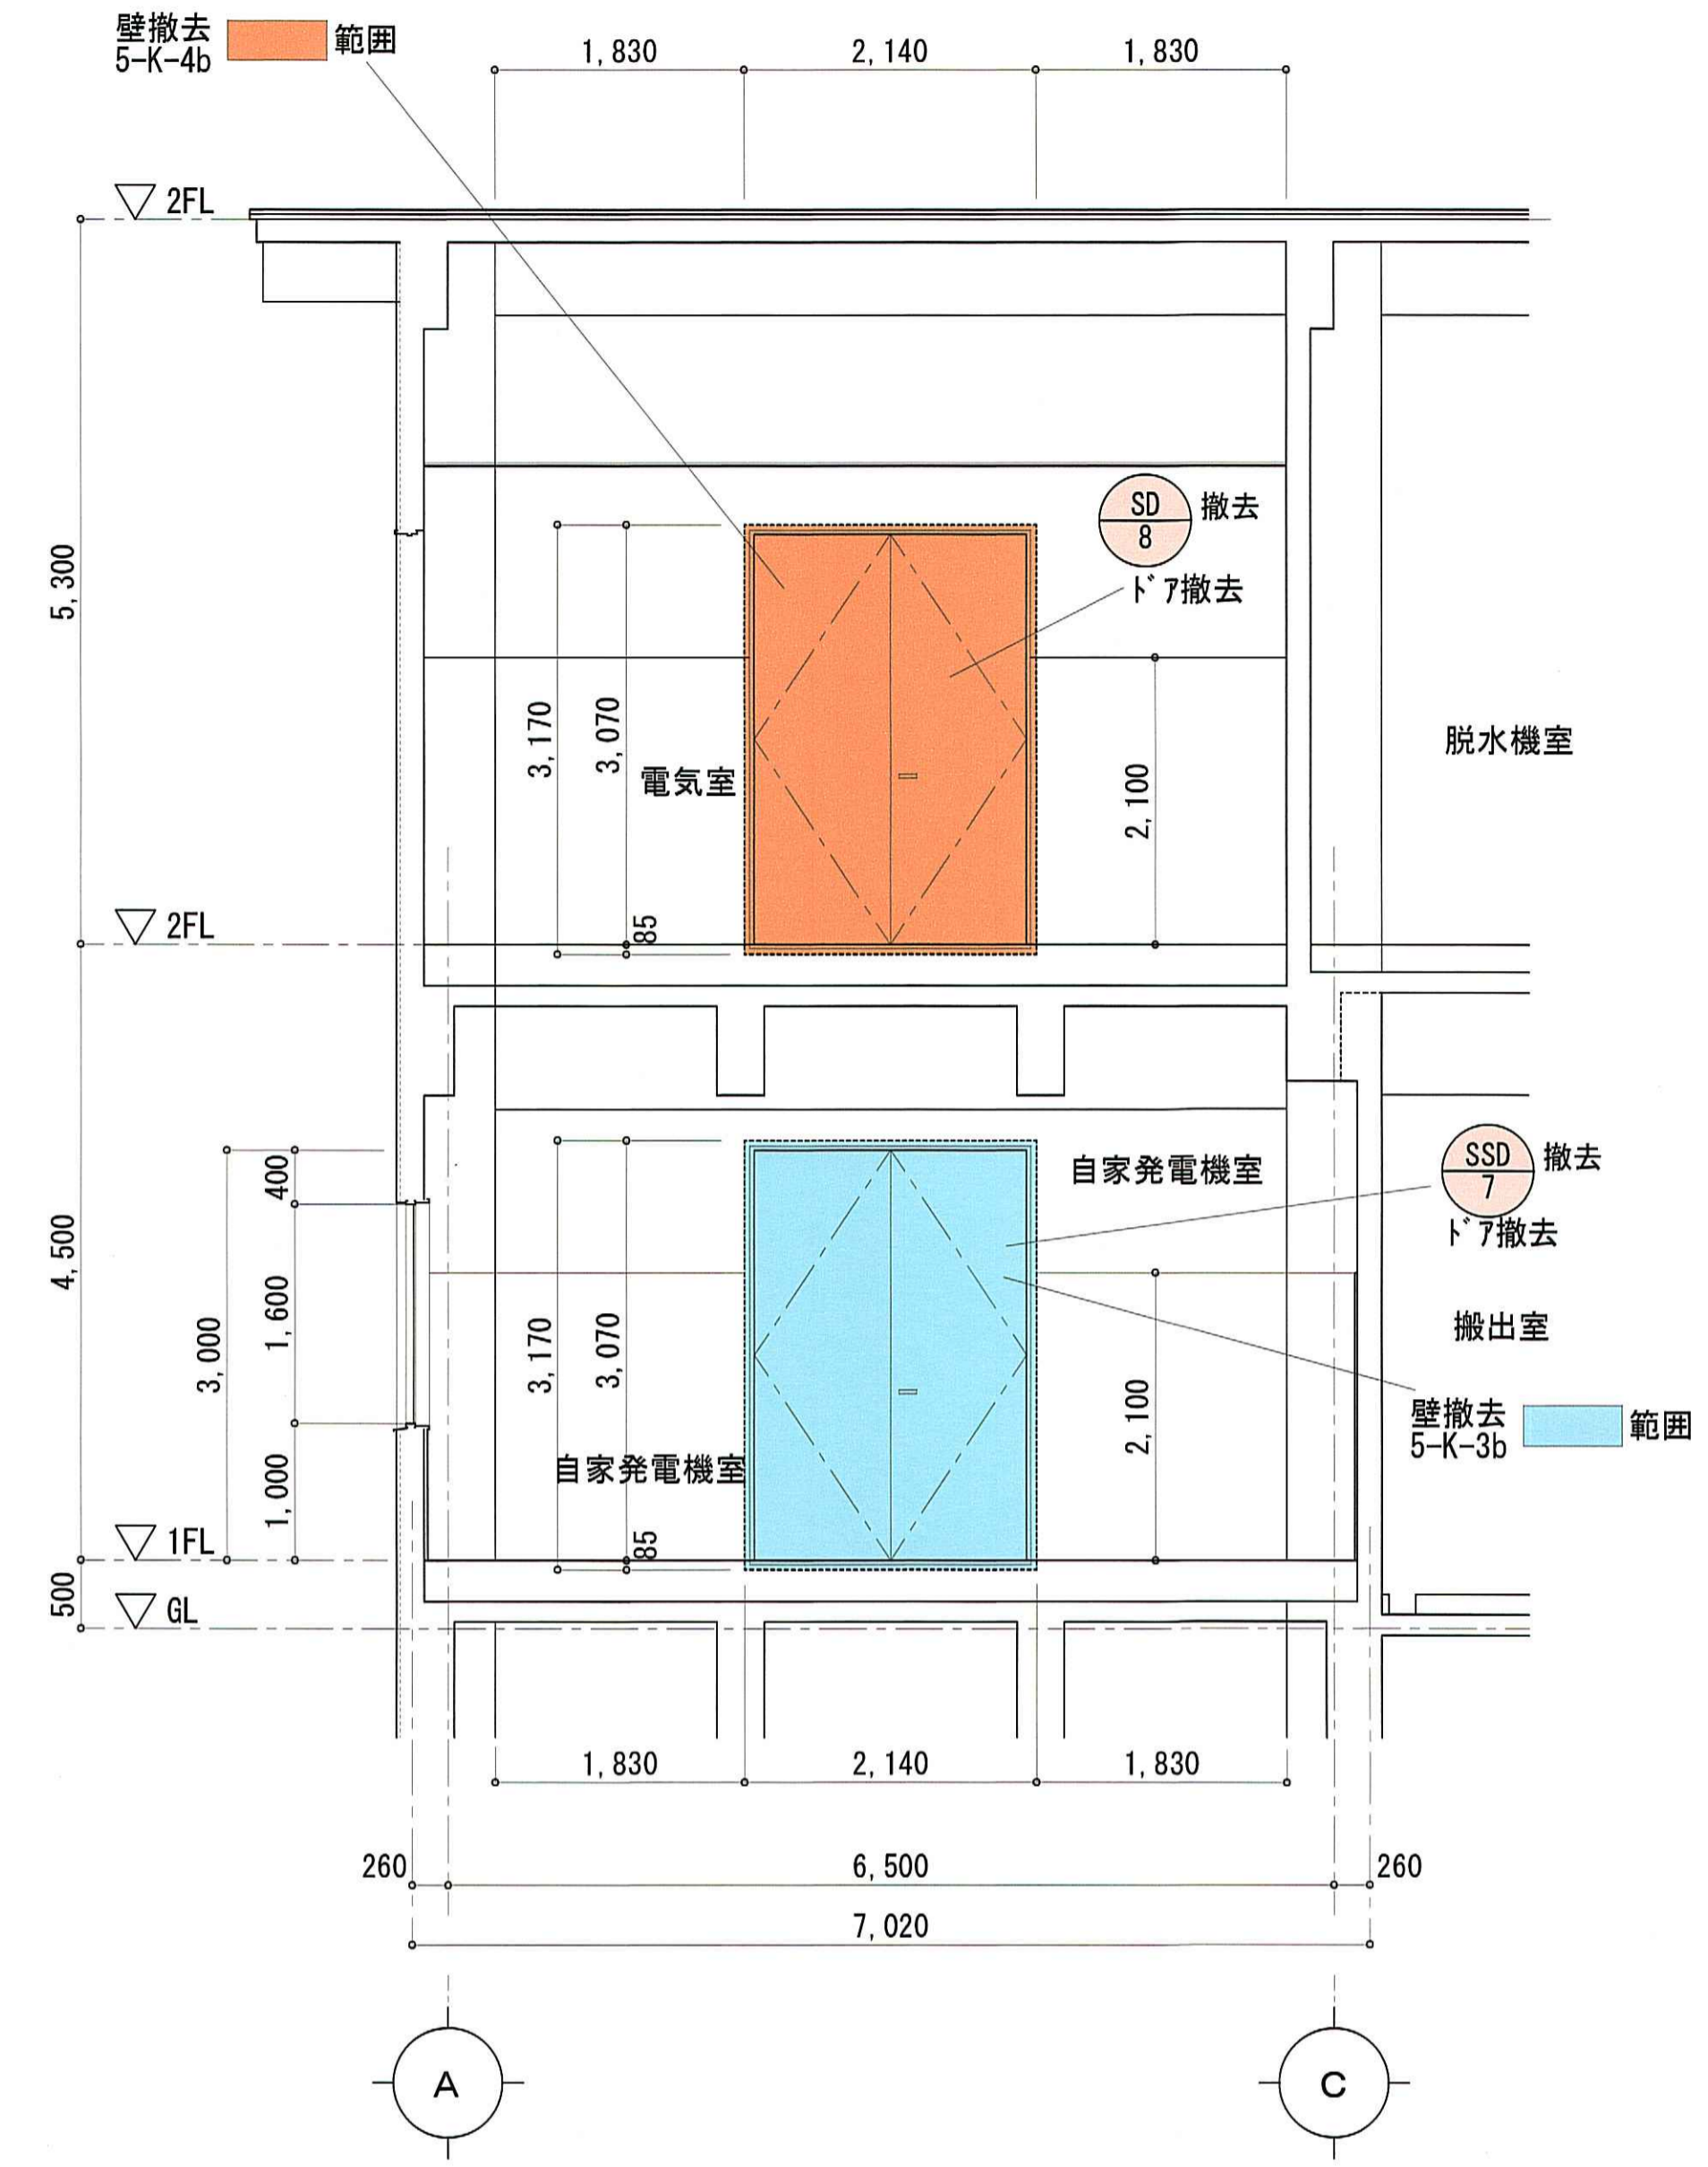 壁撤去
5-K-4b
範囲
1,830
2,140
1,830
2FL
SD
8
撤去
ドア撤去
5,300
3,170
3,070
電気室
2,100
脱水機室
2FL
85
自家発電機室
SSD
7
撤去
ドア撤去
400
4,500
3,000
1,600
3,170
3,070
2,100
搬出室
壁撤去
5-K-3b
範囲
1,000
自家発電機室
1FL
85
500
GL
1,830
2,140
1,830
260
6,500
260
7,020
A
C